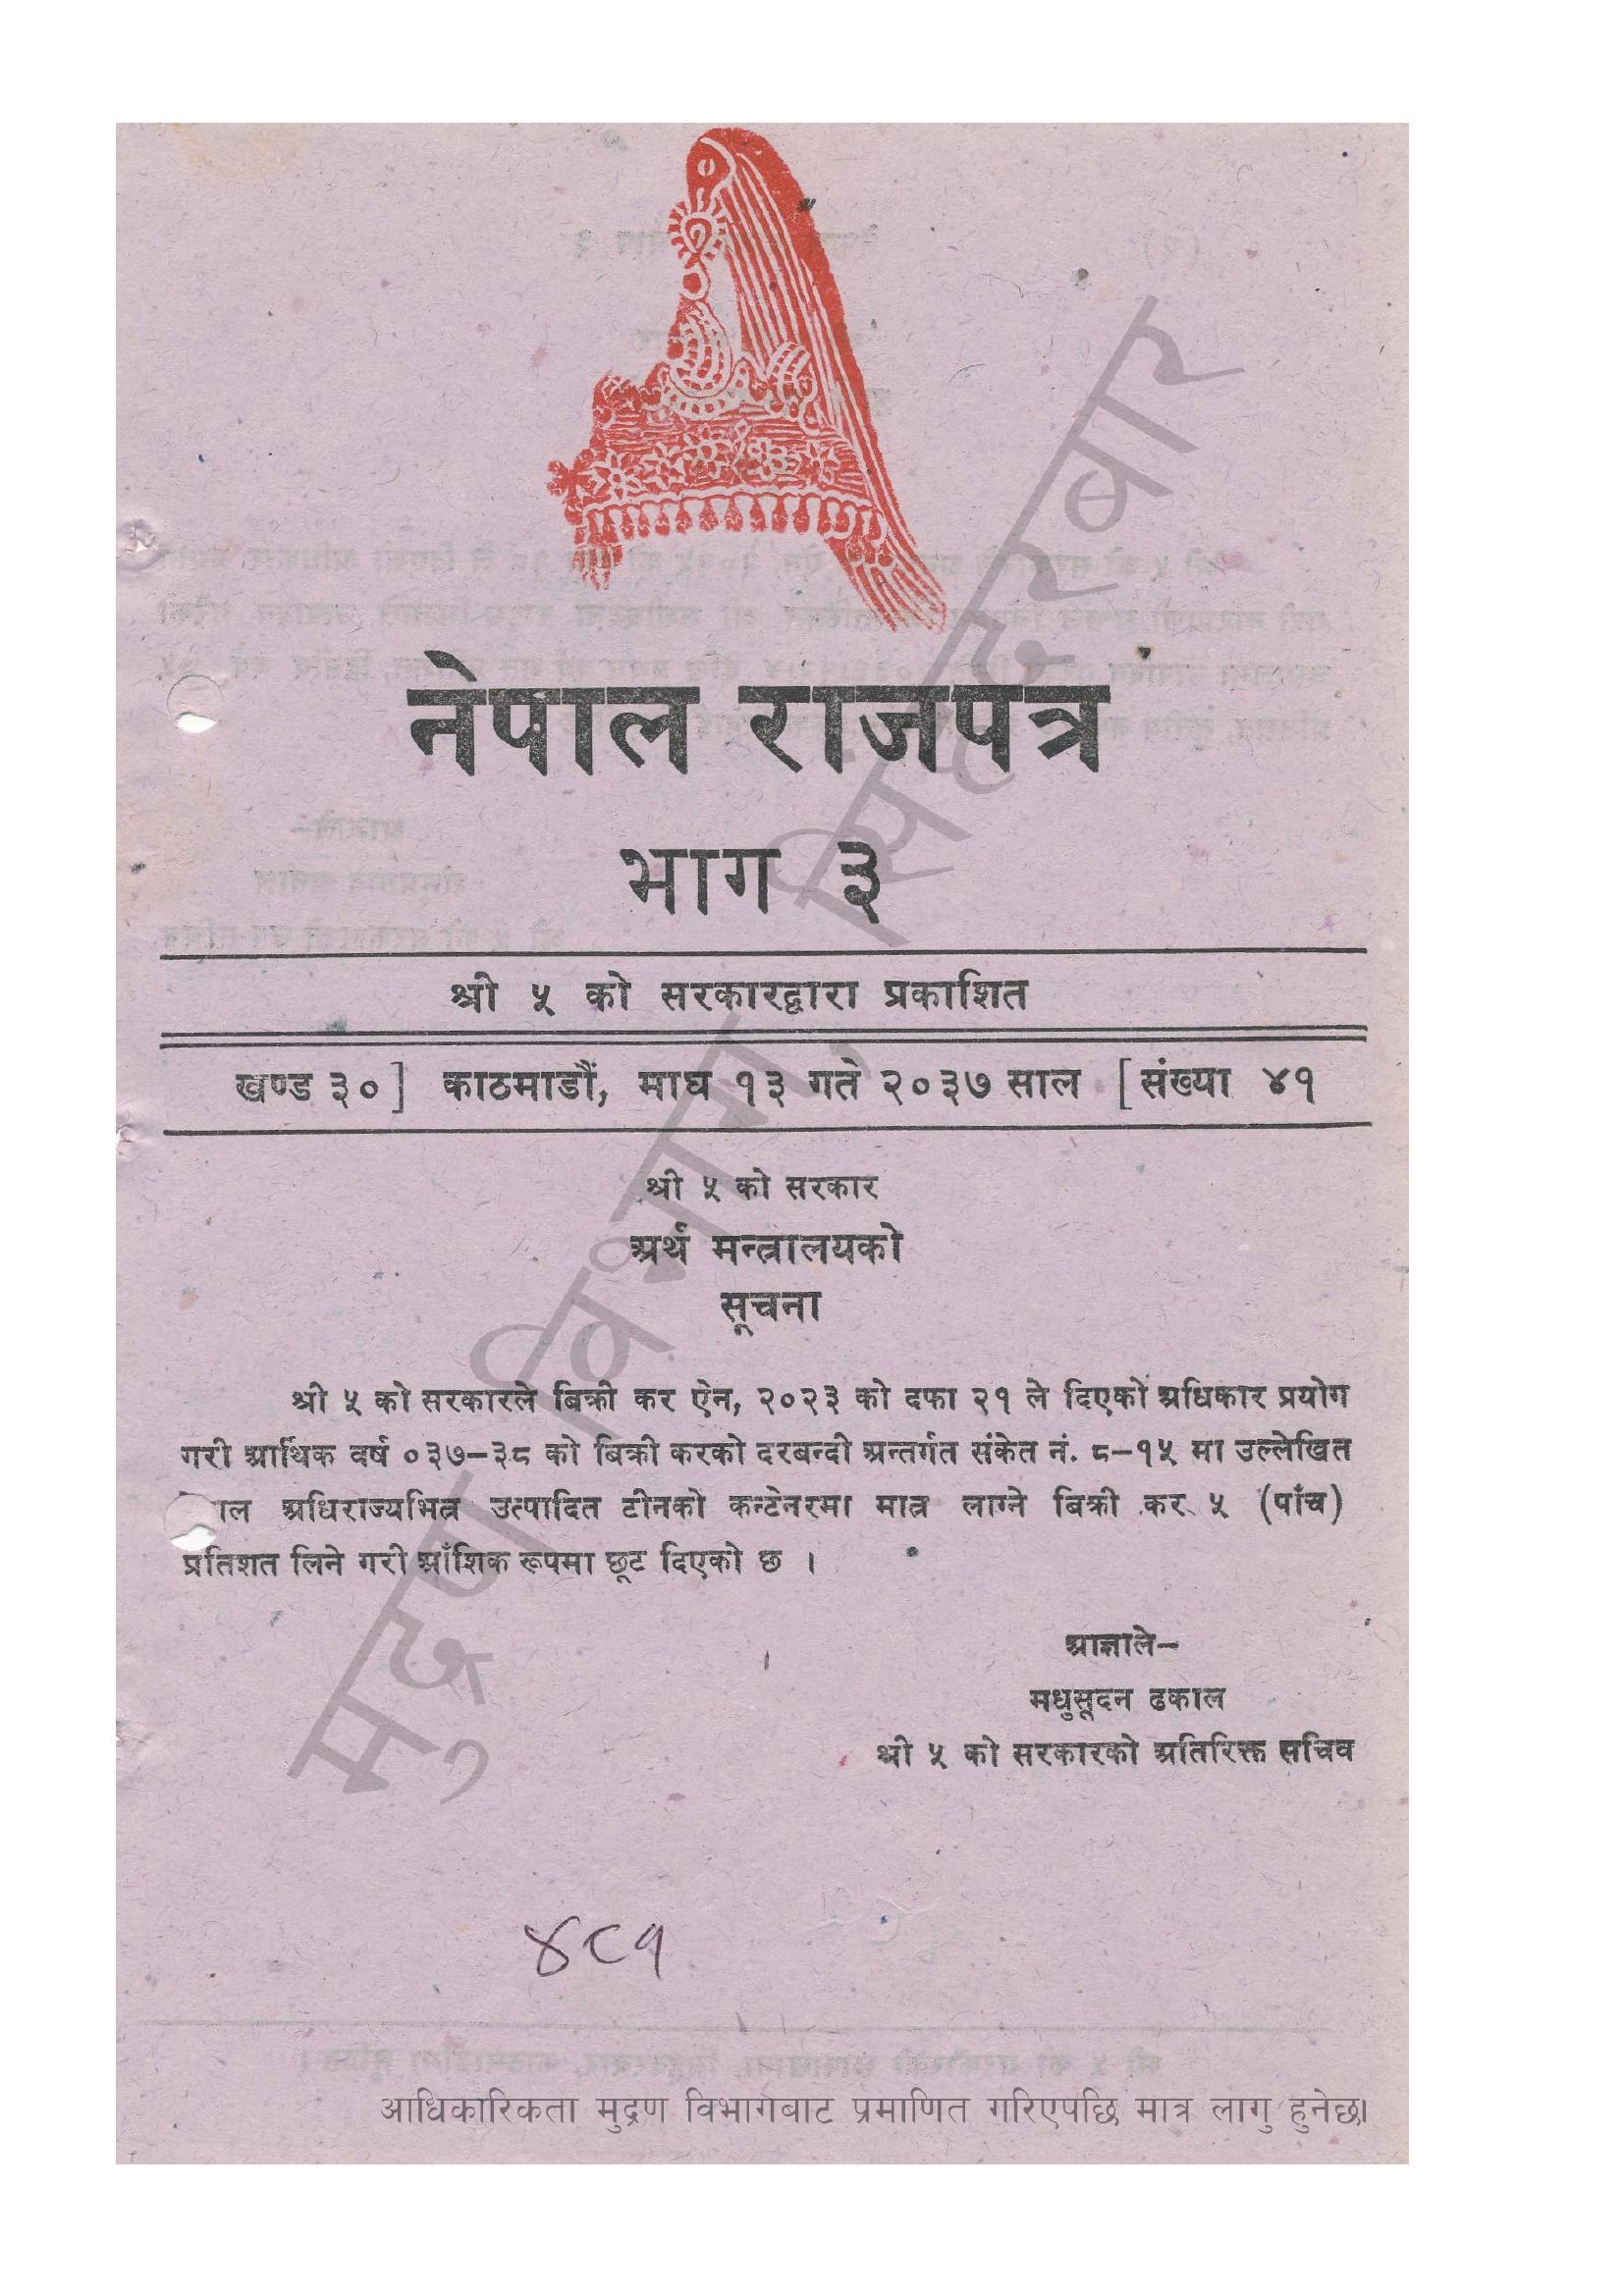 नेपाल राजपत्र
भाग ३
श्री ५ को सरकारद्वारा प्रकाशित
खण्ड ३०] काठमाडौं, माघ १३ गते २०३७ साल [संख्या ४१
श्री ५ को सरकार
अर्थ मन्त्रालयको
सूचना
श्री ५ को सरकारले बिक्री कर ऐन, २०२३ को दफा २१ ले दिएको अधिकार प्रयोग
गरी आर्थिक वर्ष ०३७–३८ को बिक्री करको दरबन्दी अन्तर्गत संकेत नं. ८–१५ मा उल्लेखित
पाल अधिराज्यभित्र उत्पादित टीनको कन्टेनरमा मात्र लाग्ने बिक्री कर ५ (पाँच)
प्रतिशत लिने गरी आँशिक रूपमा छूट दिएको छ ।
आज्ञाले–
मधुसूदन ढकाल
श्री ५ को सरकारको अतिरिक्त सचिव
४८१
मुद्रण विभाग, सिंहदरबार
आधिकारिकता मुद्रण विभागबाट प्रमाणित गरिएपछि मात्र लागु हुनेछ।